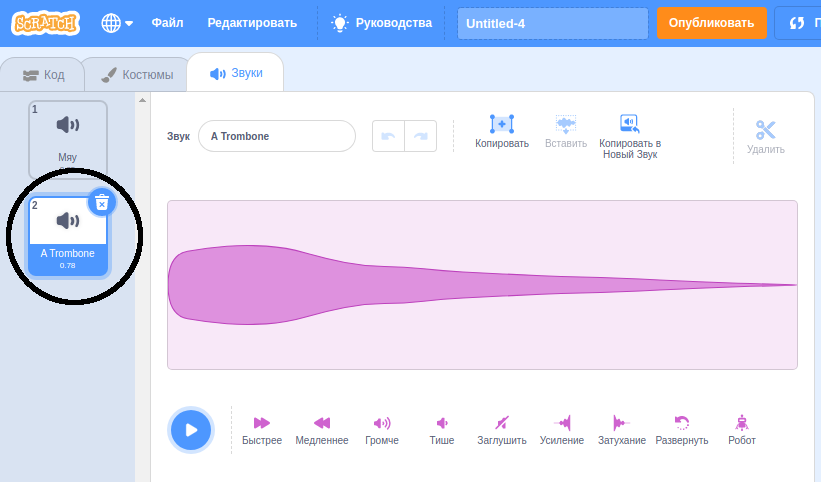 SCRATCH
Файл
Редактировать
Руководства
Untitled-4
Опубликовать
Код
Костюмы
Звуки
1
Мяу
2
A Trombone
0.78
Звук
A Trombone
Копировать
Вставить
Копировать в
Новый Звук
Удалить
Быстрее
Медленнее
Громче
Тише
Заглушить
Усиление
Затухание
Развернуть
Робот